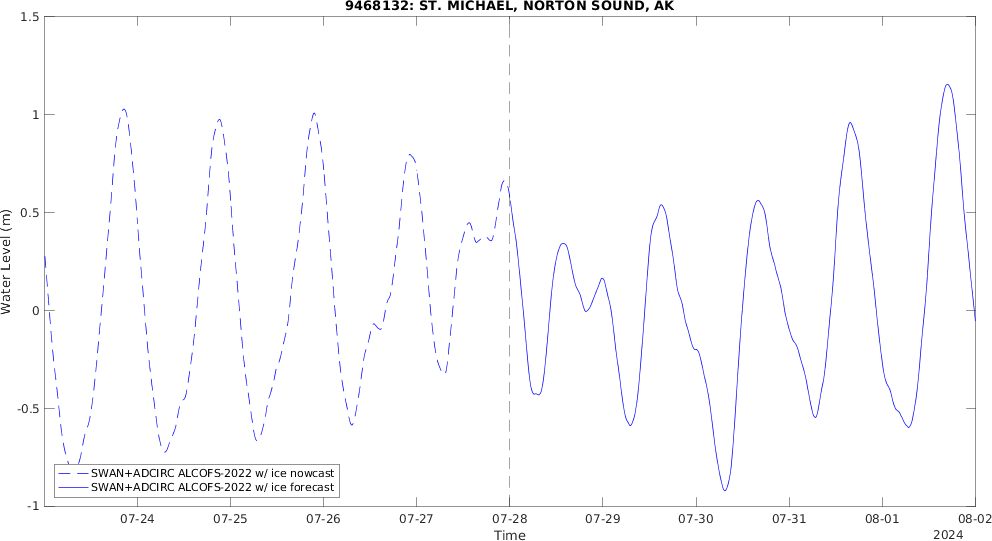 9468132: ST. MICHAEL, NORTON SOUND, AK
Water Level (m)
1.5
1
0.5
0
-0.5
-1
SWAN+ADCIRC ALCOFS-2022 w/ ice nowcast
SWAN+ADCIRC ALCOFS-2022 w/ ice forecast
07-24 07-25 07-26 07-27 07-28 07-29 07-30 07-31 08-01 08-02
Time
2024